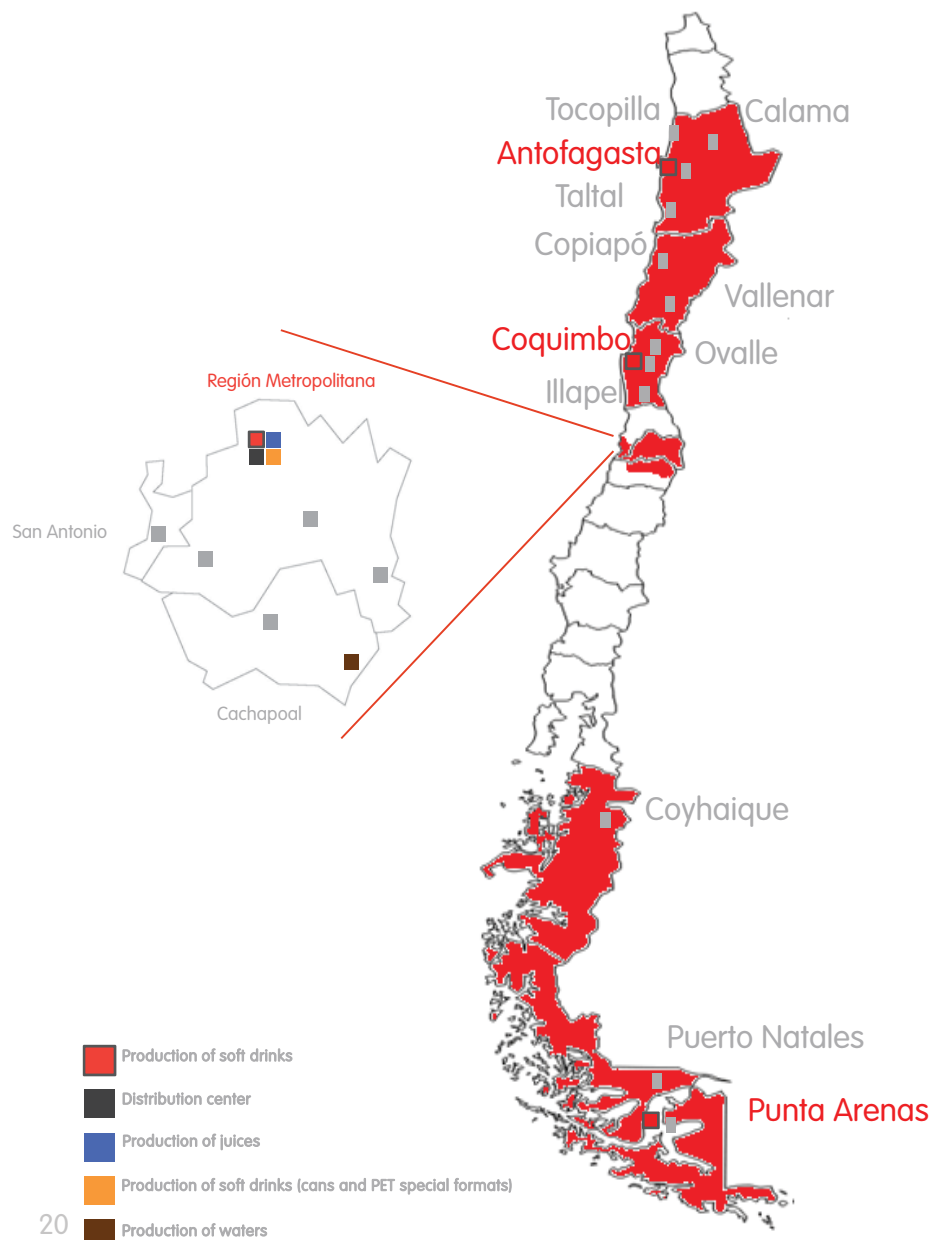 Tocopilla
Calama
Antofagasta
Taltal
Copiapó
Vallenar
Coquimbo
Ovalle
Illapel
Región Metropolitana
San Antonio
Cachapoal
Coyhaique
Puerto Natales
Punta Arenas
Production of soft drinks
Distribution center
Production of juices
Production of soft drinks (cans and PET special formats)
Production of waters
20